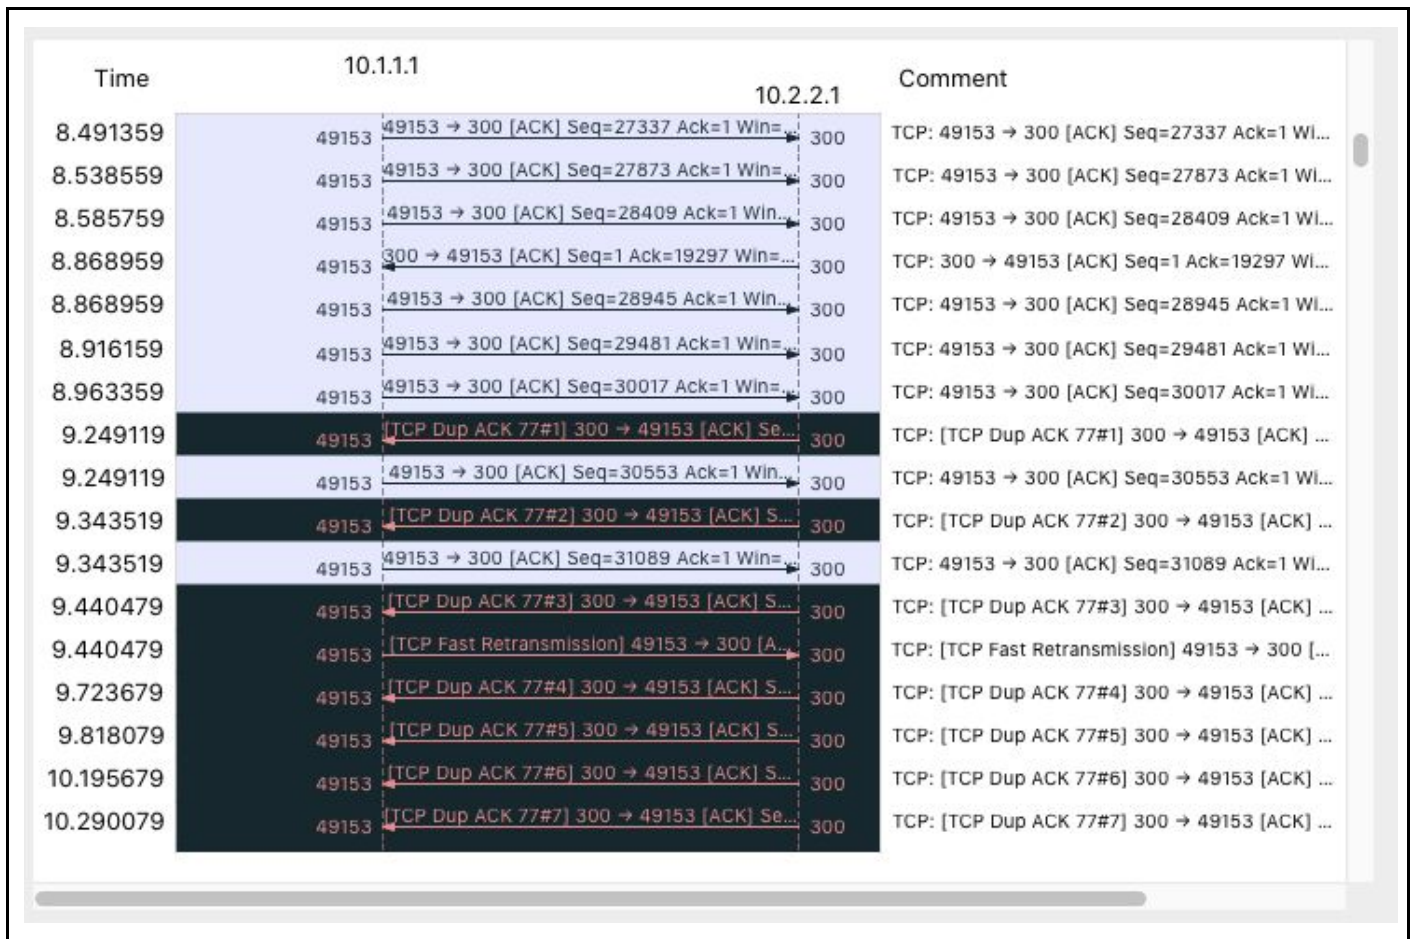 Time 10.1.1.1 10.2.2.1 Comment
8.491359 49153 49153 → 300 [ACK] Seq=27337 Ack=1 Win=... 300 TCP: 49153 → 300 [ACK] Seq=27337 Ack=1 Wi...
8.538559 49153 49153 → 300 [ACK] Seq=27873 Ack=1 Win=... 300 TCP: 49153 → 300 [ACK] Seq=27873 Ack=1 Wi...
8.585759 49153 49153 → 300 [ACK] Seq=28409 Ack=1 Win... 300 TCP: 49153 → 300 [ACK] Seq=28409 Ack=1 Wi...
8.868959 49153 300 → 49153 [ACK] Seq=1 Ack=19297 Win=... 300 TCP: 300 → 49153 [ACK] Seq=1 Ack=19297 Wi...
8.868959 49153 49153 → 300 [ACK] Seq=28945 Ack=1 Win... 300 TCP: 49153 → 300 [ACK] Seq=28945 Ack=1 Wi...
8.916159 49153 49153 → 300 [ACK] Seq=29481 Ack=1 Win=... 300 TCP: 49153 → 300 [ACK] Seq=29481 Ack=1 Wi...
8.963359 49153 49153 → 300 [ACK] Seq=30017 Ack=1 Win=... 300 TCP: 49153 → 300 [ACK] Seq=30017 Ack=1 Wi...
9.249119 49153 [TCP Dup ACK 77#1] 300 → 49153 [ACK] Se... 300 TCP: [TCP Dup ACK 77#1] 300 → 49153 [ACK] ...
9.249119 49153 49153 → 300 [ACK] Seq=30553 Ack=1 Win... 300 TCP: 49153 → 300 [ACK] Seq=30553 Ack=1 Wi...
9.343519 49153 [TCP Dup ACK 77#2] 300 → 49153 [ACK] S... 300 TCP: [TCP Dup ACK 77#2] 300 → 49153 [ACK] ...
9.343519 49153 49153 → 300 [ACK] Seq=31089 Ack=1 Win=... 300 TCP: 49153 → 300 [ACK] Seq=31089 Ack=1 Wi...
9.440479 49153 [TCP Dup ACK 77#3] 300 → 49153 [ACK] S... 300 TCP: [TCP Dup ACK 77#3] 300 → 49153 [ACK] ...
9.440479 49153 [TCP Fast Retransmission] 49153 → 300 [A... 300 TCP: [TCP Fast Retransmission] 49153 → 300 [...
9.723679 49153 [TCP Dup ACK 77#4] 300 → 49153 [ACK] S... 300 TCP: [TCP Dup ACK 77#4] 300 → 49153 [ACK] ...
9.818079 49153 [TCP Dup ACK 77#5] 300 → 49153 [ACK] S... 300 TCP: [TCP Dup ACK 77#5] 300 → 49153 [ACK] ...
10.195679 49153 [TCP Dup ACK 77#6] 300 → 49153 [ACK] S... 300 TCP: [TCP Dup ACK 77#6] 300 → 49153 [ACK] ...
10.290079 49153 [TCP Dup ACK 77#7] 300 → 49153 [ACK] Se... 300 TCP: [TCP Dup ACK 77#7] 300 → 49153 [ACK] ...